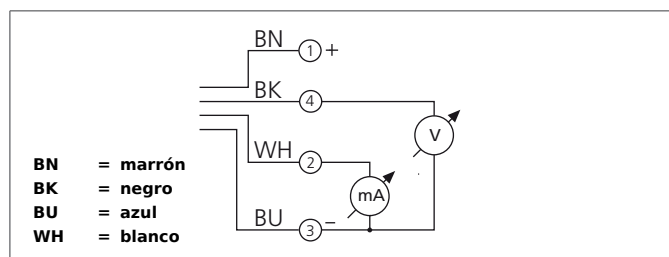 BN 1 +
BK 4
V
WH 2
mA
BU 3 −
BN = marrón
BK = negro
BU = azul
WH = blanco